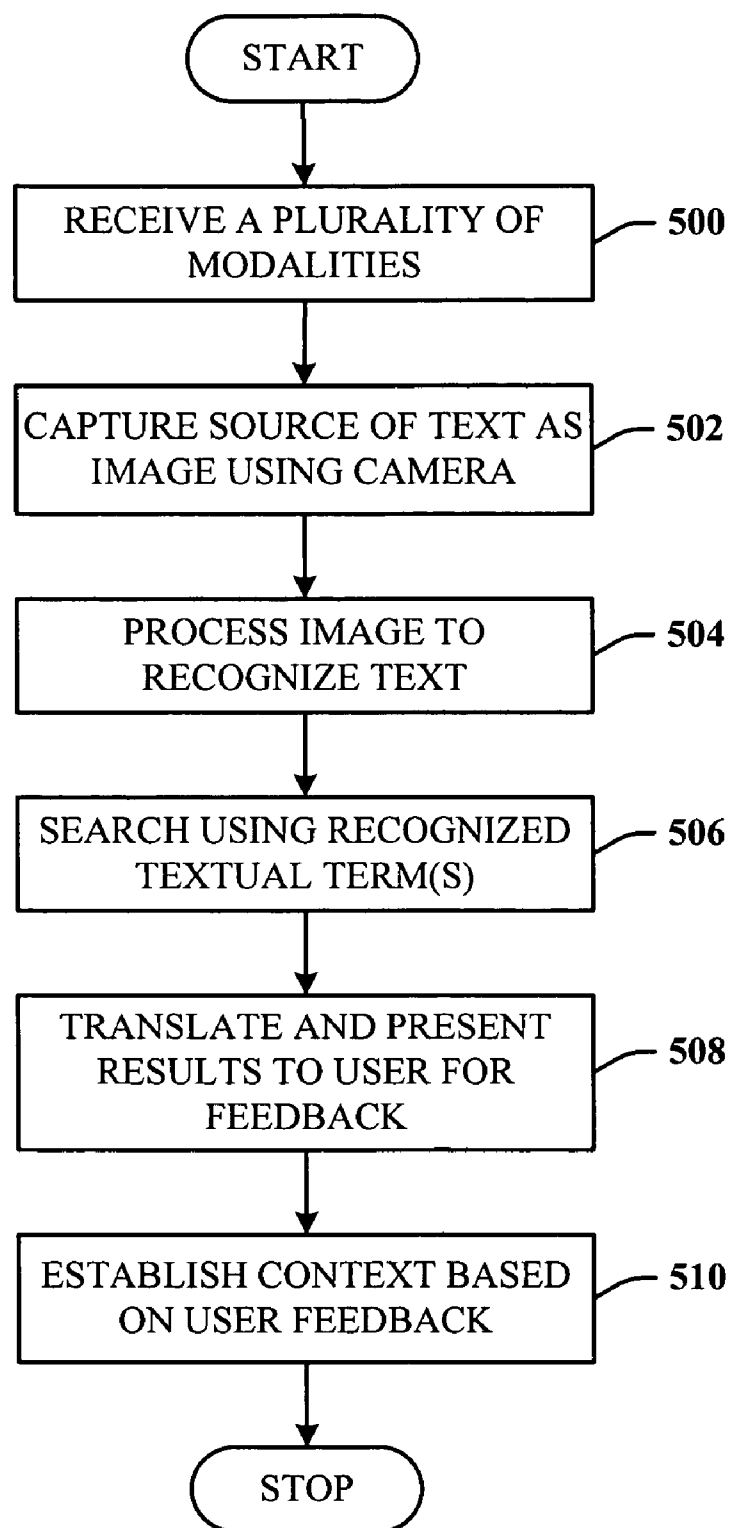 START
RECEIVE A PLURALITY OF
MODALITIES
500
CAPTURE SOURCE OF TEXT AS
IMAGE USING CAMERA
502
PROCESS IMAGE TO
RECOGNIZE TEXT
504
SEARCH USING RECOGNIZED
TEXTUAL TERM(S)
506
TRANSLATE AND PRESENT
RESULTS TO USER FOR
FEEDBACK
508
ESTABLISH CONTEXT BASED
ON USER FEEDBACK
510
STOP